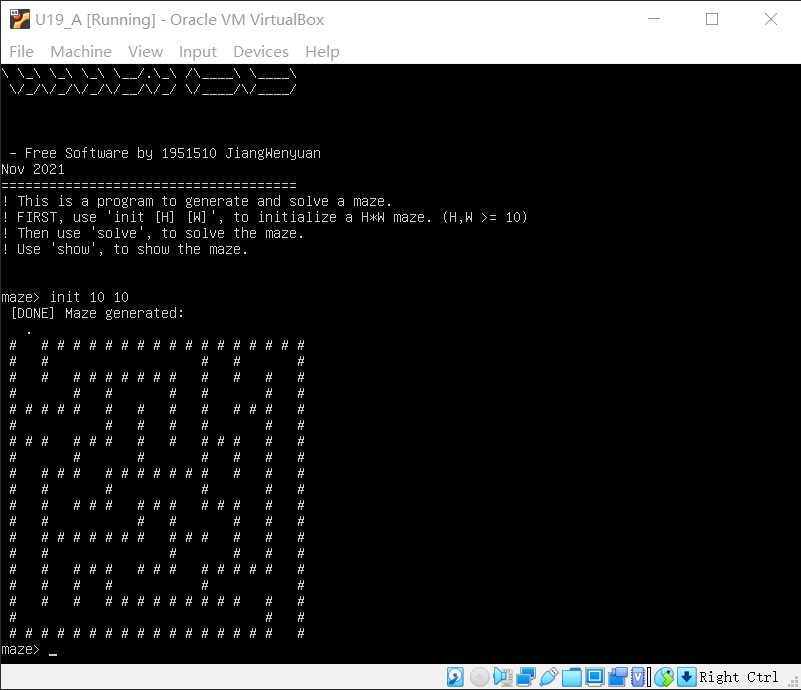 U19_A [Running] - Oracle VM VirtualBox
File Machine View Input Devices Help
\ \_\ \_\ \_\ \__/.\_\ /\____\ \____\
 \/_/\/_/\/_/\/__/\/_/ \/____/\/____/
 - Free Software by 1951510 JiangWenyuan
Nov 2021
=====================================
! This is a program to generate and solve a maze.
! FIRST, use 'init [H] [W]', to initialize a H*W maze. (H,W >= 10)
! Then use 'solve', to solve the maze.
! Use 'show', to show the maze.
maze> init 10 10
 [DONE] Maze generated:
   .
 #   # # # # # # # # # # # # # # # # #
 #   #                   #   #       #
 #   #   # # # # # # #   #   #   #   #
 #       #   #       #   #       #   #
 # # # # #   #   #   #   #   # # #   #
 #           #   #   #   #       #   #
 # # #   # # #   #   #   # # #   #   #
 #       #       #       #       #   #
 #   # # #   # # # # # # #   #   #   #
 #   #       #           #       #   #
 #   #   # # #   # # #   # # #   #   #
 #   #           #   #       #   #   #
 #   # # # # # # #   # # #   #   #   #
 #   #               #       #   #   #
 #   #   # # #   # # #   # # # # #   #
 #   #   #   #           #           #
 #   #   #   # # # # # # # # #   #   #
 #                               #   #
 # # # # # # # # # # # # # # # # #   #
maze> _
Right Ctrl